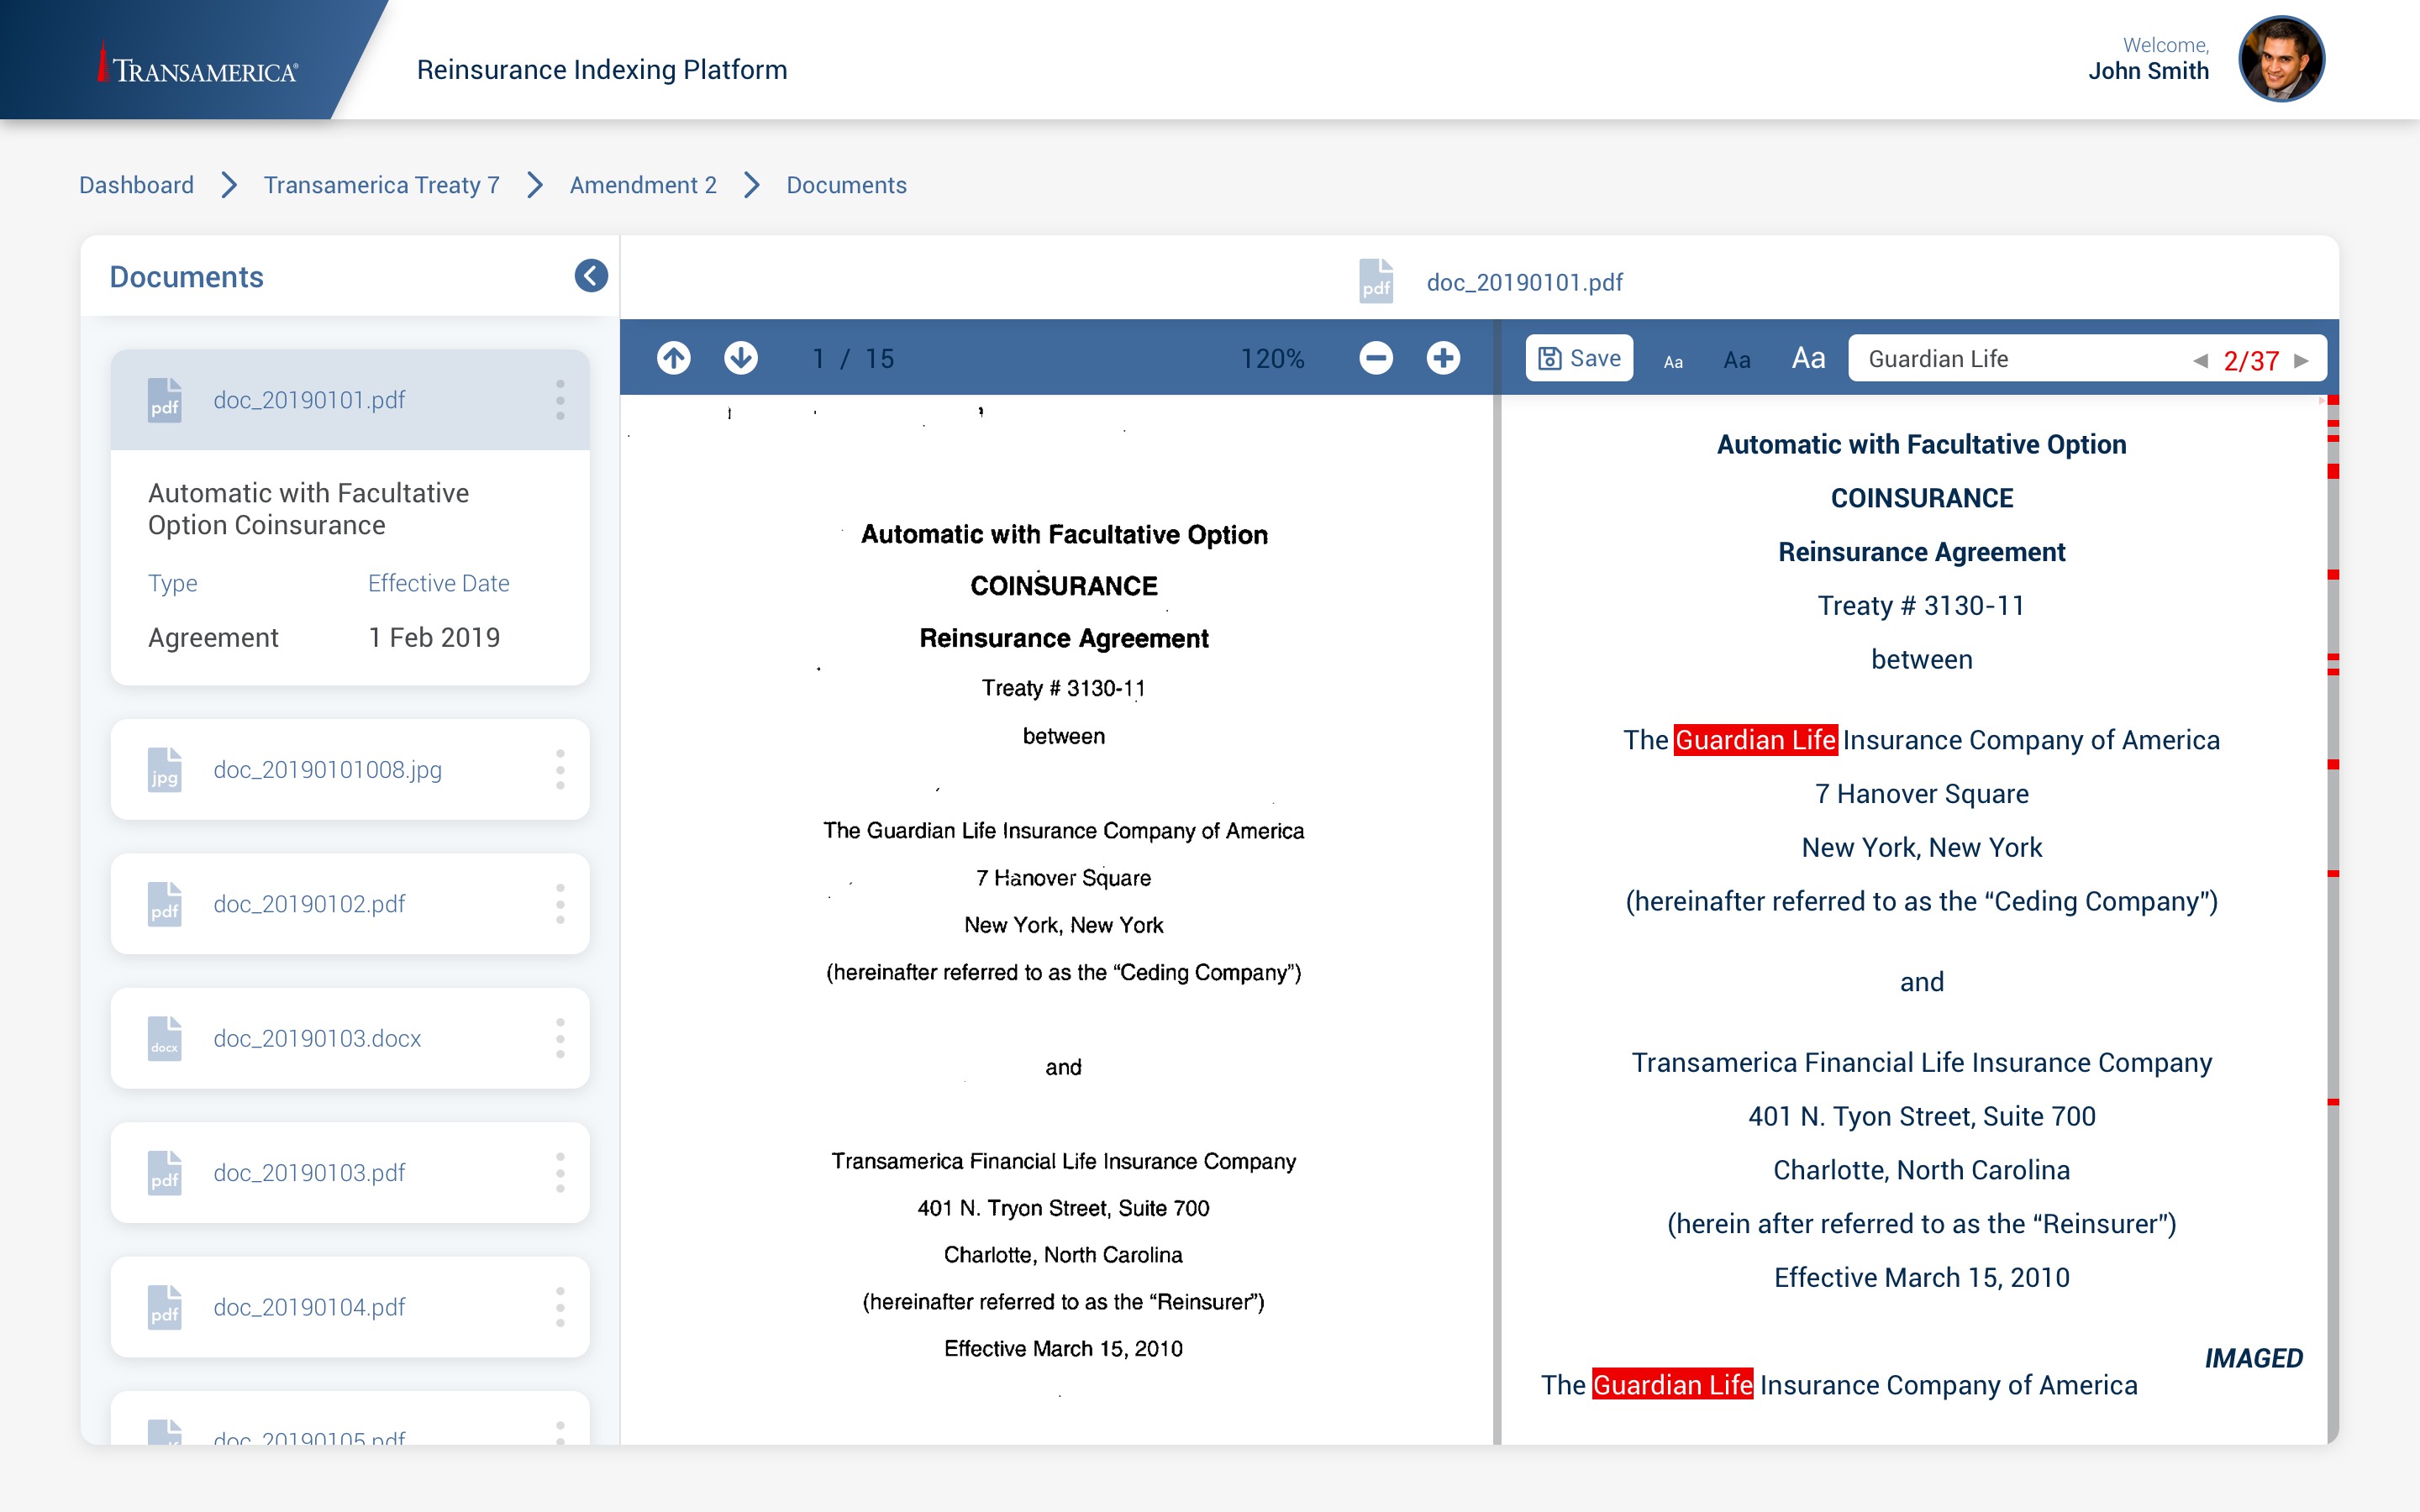 TRANSAMERICA®
Reinsurance Indexing Platform
Welcome,
John Smith
Dashboard
Transamerica Treaty 7
Amendment 2
Documents
Documents
pdf
doc_20190101.pdf
Automatic with Facultative
Option Coinsurance
Type
Effective Date
Agreement
1 Feb 2019
jpg
doc_20190101008.jpg
pdf
doc_20190102.pdf
docx
doc_20190103.docx
pdf
doc_20190103.pdf
pdf
doc_20190104.pdf
doc_20190105.pdf
pdf
doc_20190101.pdf
1 / 15
120%
Automatic with Facultative Option
COINSURANCE
Reinsurance Agreement
Treaty # 3130-11
between
The Guardian Life Insurance Company of America
7 Hanover Square
New York, New York
(hereinafter referred to as the “Ceding Company”)
and
Transamerica Financial Life Insurance Company
401 N. Tryon Street, Suite 700
Charlotte, North Carolina
(hereinafter referred to as the “Reinsurer”)
Effective March 15, 2010
Save
Aa
Aa
Aa
Guardian Life
2/37
Automatic with Facultative Option
COINSURANCE
Reinsurance Agreement
Treaty # 3130-11
between
The Guardian Life Insurance Company of America
7 Hanover Square
New York, New York
(hereinafter referred to as the “Ceding Company”)
and
Transamerica Financial Life Insurance Company
401 N. Tyon Street, Suite 700
Charlotte, North Carolina
(herein after referred to as the “Reinsurer”)
Effective March 15, 2010
IMAGED
The Guardian Life Insurance Company of America